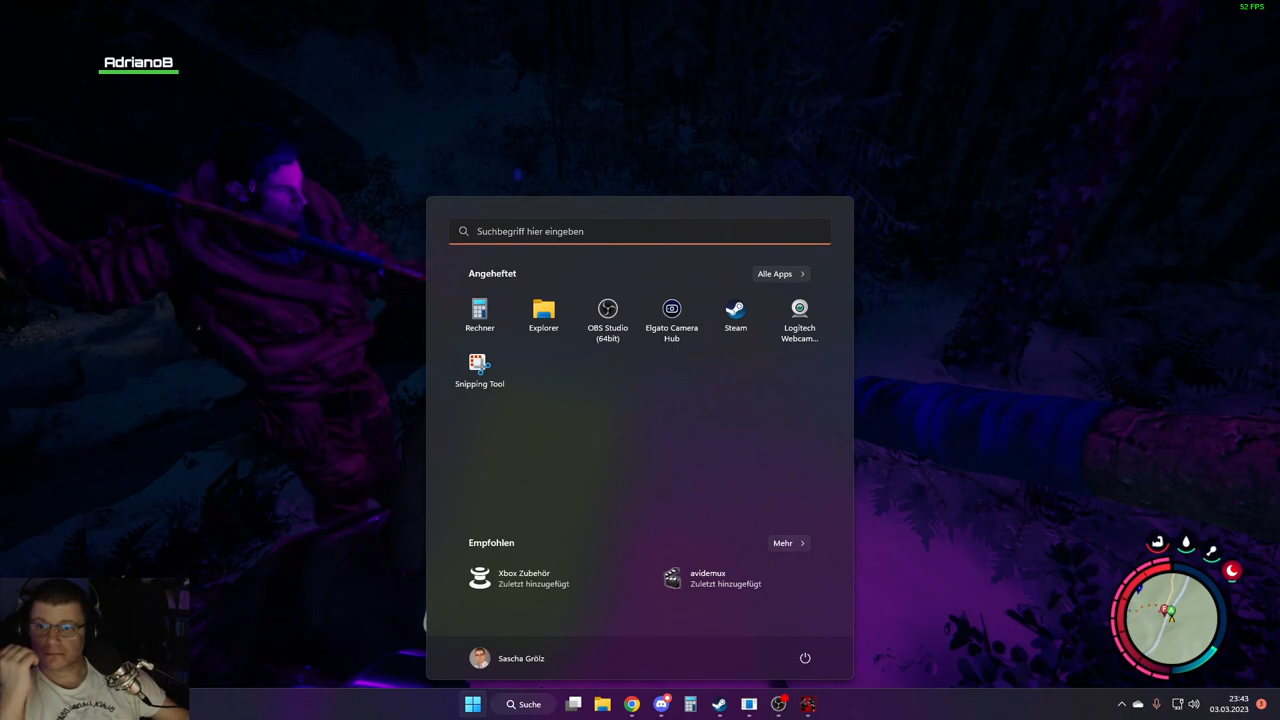 52 FPS
AdrianoB
Suchbegriff hier eingeben
Angeheftet
Alle Apps
Rechner
Explorer
OBS Studio
(64bit)
Elgato Camera
Hub
Steam
Logitech
Webcam...
Snipping Tool
Empfohlen
Mehr
Xbox Zubehör
Zuletzt hinzugefügt
avidemux
Zuletzt hinzugefügt
Sascha Grölz
Suche
23:43
03.03.2023